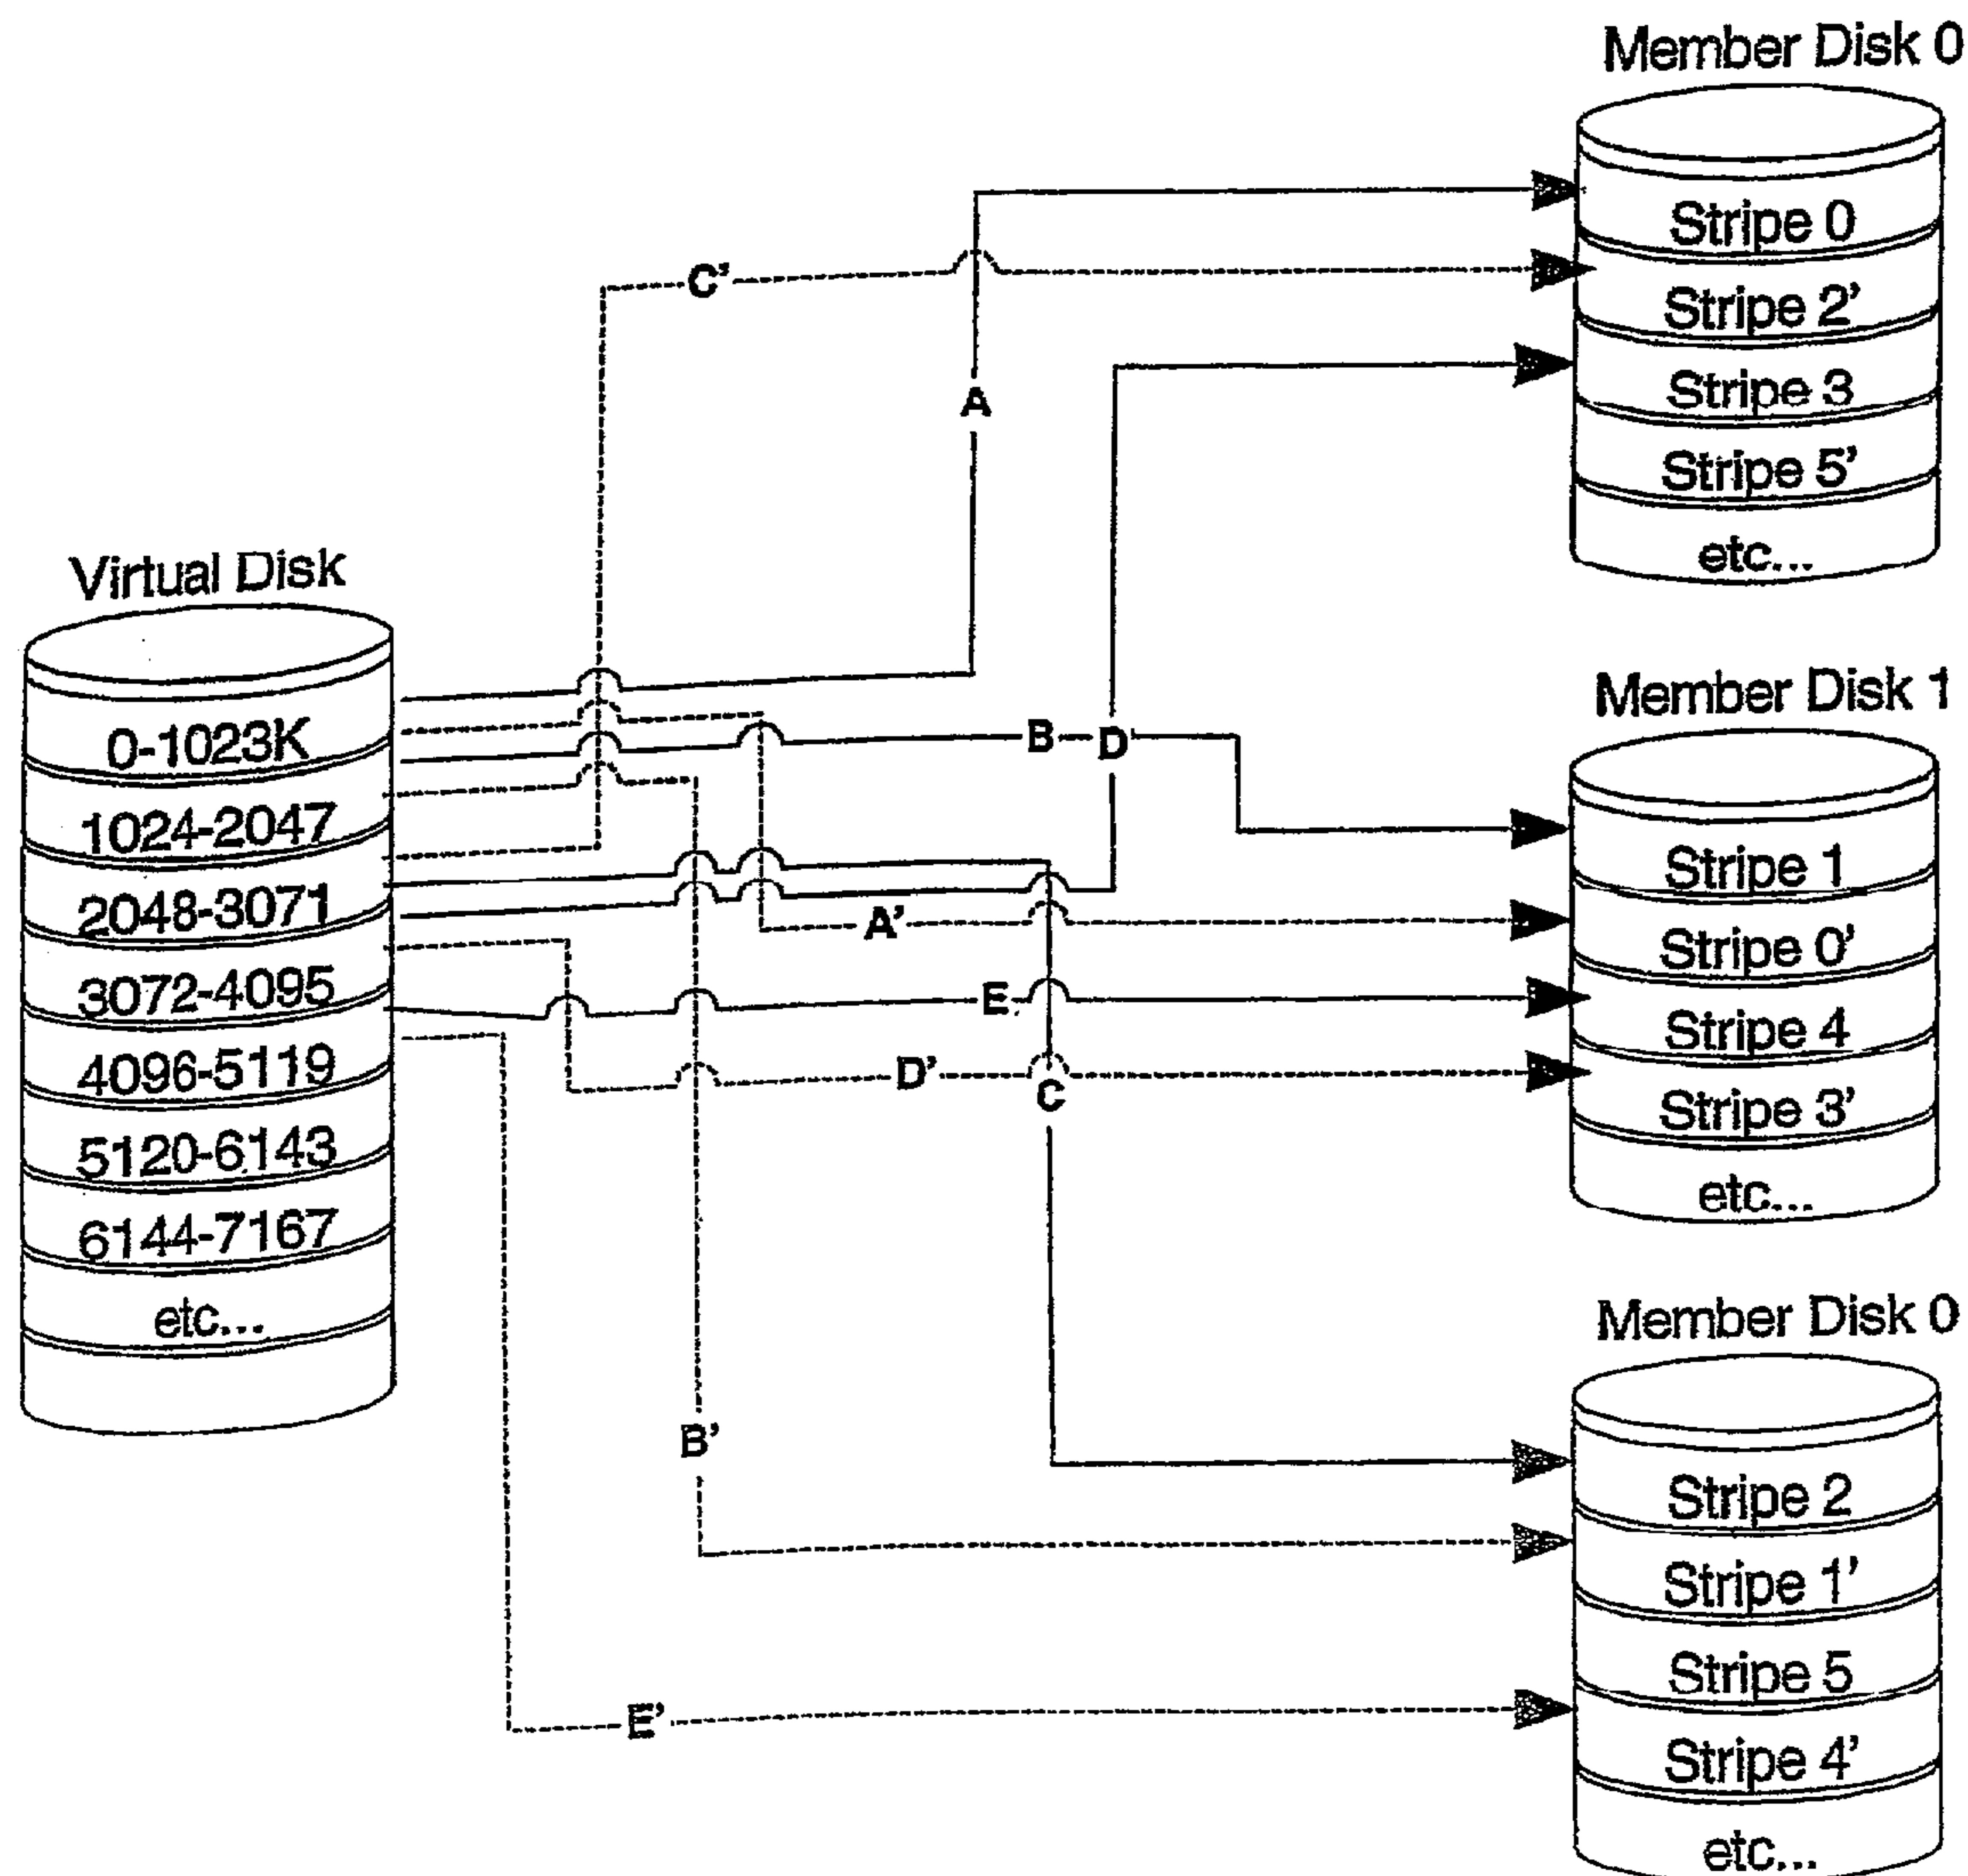 Member Disk 0
Stripe 0
Stripe 2'
Stripe 3
Stripe 5'
etc...
C'
A
Virtual Disk
0-1023K
1024-2047
2048-3071
3072-4095
4096-5119
5120-6143
6144-7167
etc...
B
D
A'
E
D'
C
B'
E'
Member Disk 1
Stripe 1
Stripe 0'
Stripe 4
Stripe 3'
etc...
Member Disk 0
Stripe 2
Stripe 1'
Stripe 5
Stripe 4'
etc...